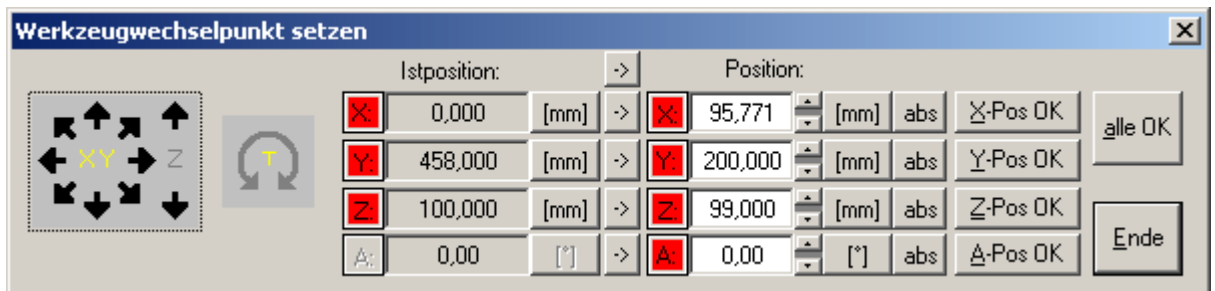 Werkzeugwechselpunkt setzen
Istposition: -> Position:
X: 0,000 [mm] -> X: 95,771 [mm] abs X-Pos OK alle OK
XY Z T Y: 458,000 [mm] -> Y: 200,000 [mm] abs Y-Pos OK
Z: 100,000 [mm] -> Z: 99,000 [mm] abs Z-Pos OK
A: 0,00 [°] -> A: 0,00 [°] abs A-Pos OK Ende